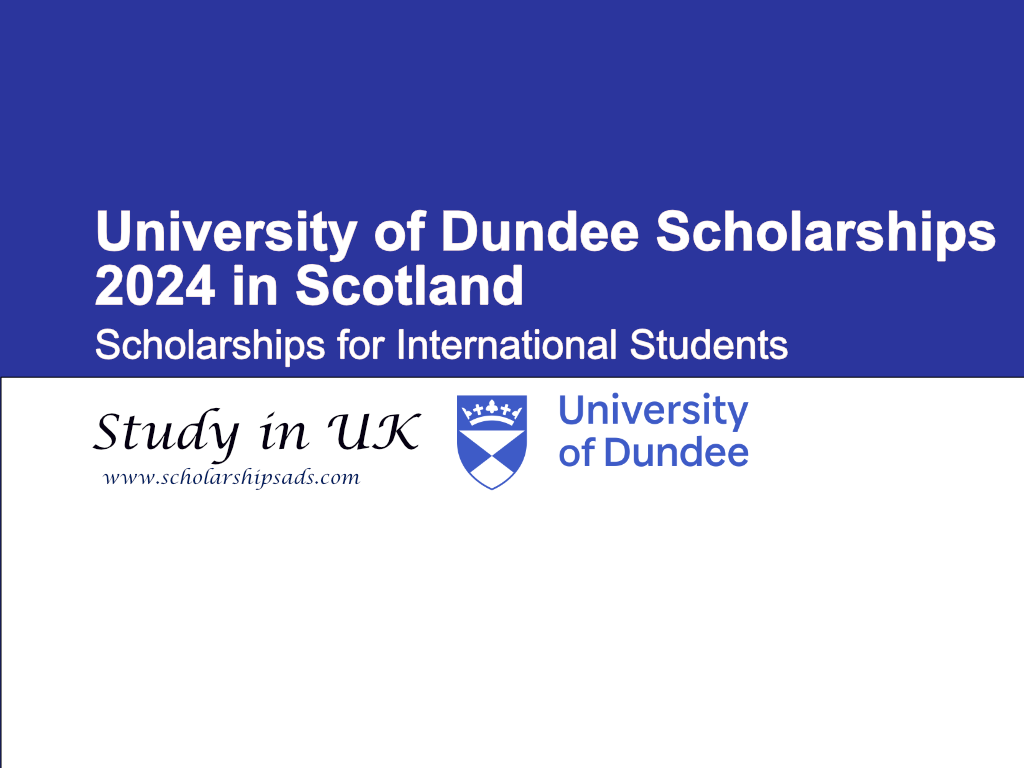 University of Dundee Scholarships
2024 in Scotland
Scholarships for International Students
Study in UK
www.scholarshipsads.com
University
of Dundee